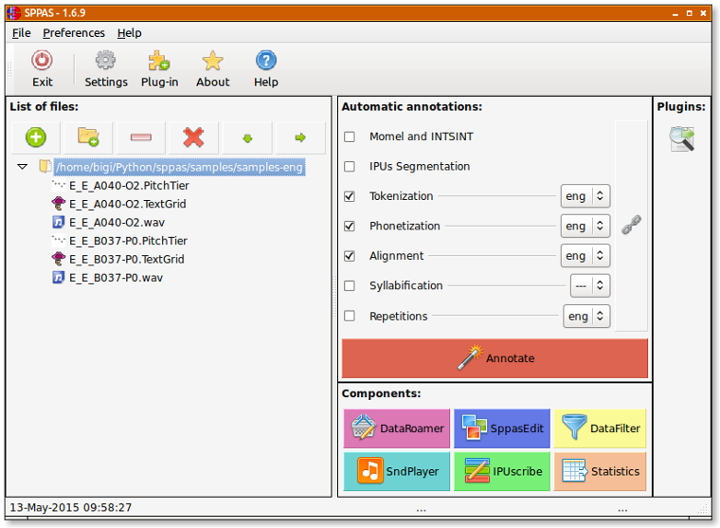 SPPAS - 1.6.9
File Preferences Help
Exit Settings Plug-in About Help
List of files:
/home/bigi/Python/sppas/samples/samples-eng
E_E_A040-O2.PitchTier
E_E_A040-O2.TextGrid
E_E_A040-O2.wav
E_E_B037-P0.PitchTier
E_E_B037-P0.TextGrid
E_E_B037-P0.wav
Automatic annotations:
Momel and INTSINT
IPUs Segmentation
Tokenization eng
Phonetization eng
Alignment eng
Syllabification ---
Repetitions eng
Annotate
Components:
DataRoamer SppasEdit DataFilter
SndPlayer IPUscribe Statistics
Plugins:
13-May-2015 09:58:27 ... ...